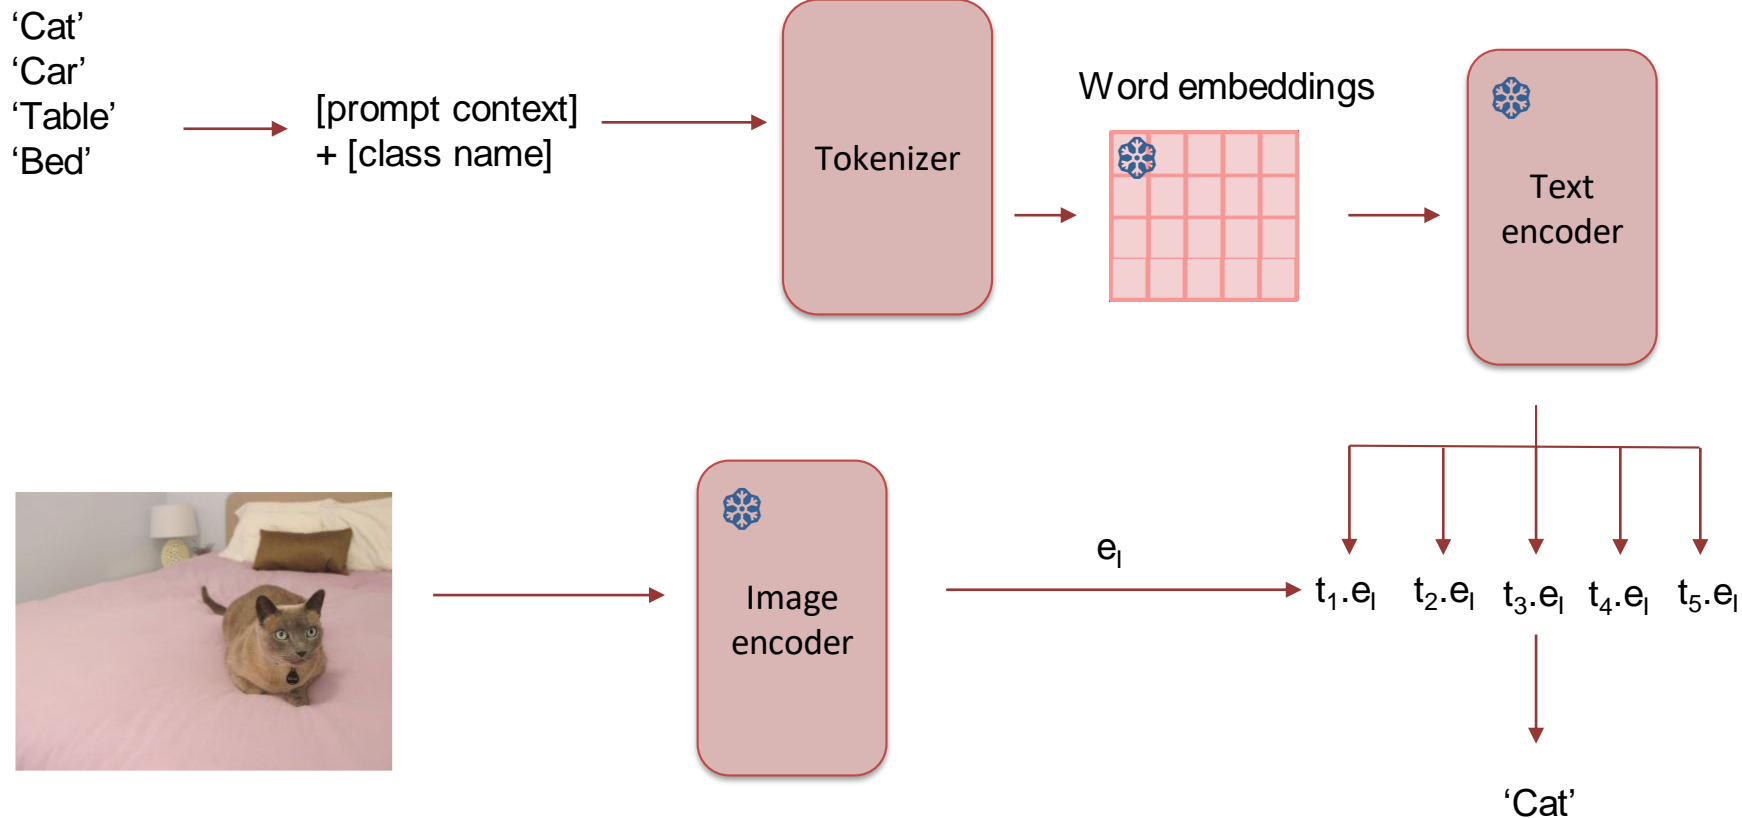 ‘Cat’
‘Car’
‘Table’
‘Bed’
[prompt context]
+ [class name]
Tokenizer
Word embeddings
Text
encoder
Image
encoder
eI
t1.eI t2.eI t3.eI t4.eI t5.eI
‘Cat’